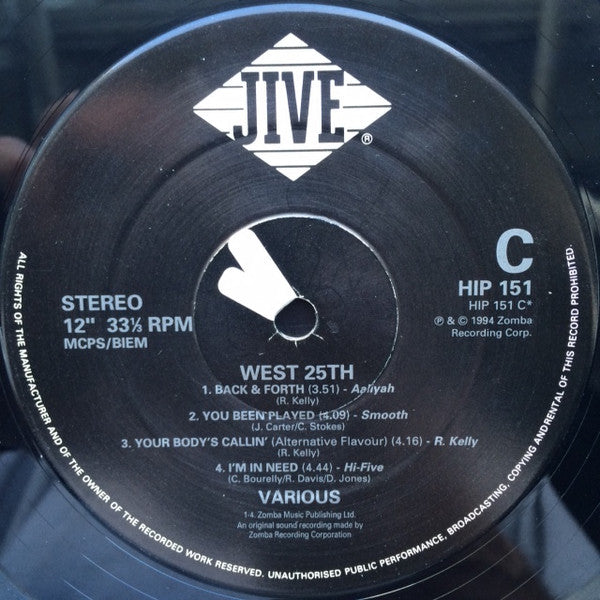 JIVE
®
C
STEREO
HIP 151
12" 33⅓ RPM
HIP 151 C*
MCPS/BIEM
℗ & © 1994 Zomba
Recording Corp.
WEST 25TH
1. BACK & FORTH (3.51) - Aaliyah
(R. Kelly)
2. YOU BEEN PLAYED (4.09) - Smooth
(J. Carter/C. Stokes)
3. YOUR BODY'S CALLIN' (Alternative Flavour) (4.16) - R. Kelly
(R. Kelly)
4. I'M IN NEED (4.44) - Hi-Five
(C. Bourelly/R. Davis/D. Jones)
VARIOUS
1-4. Zomba Music Publishing Ltd.
An original sound recording made by
Zomba Recording Corporation
ALL RIGHTS OF THE MANUFACTURER AND OF THE OWNER OF THE RECORDED WORK RESERVED. UNAUTHORISED PUBLIC PERFORMANCE, BROADCASTING, COPYING AND RENTAL OF THIS RECORD PROHIBITED.